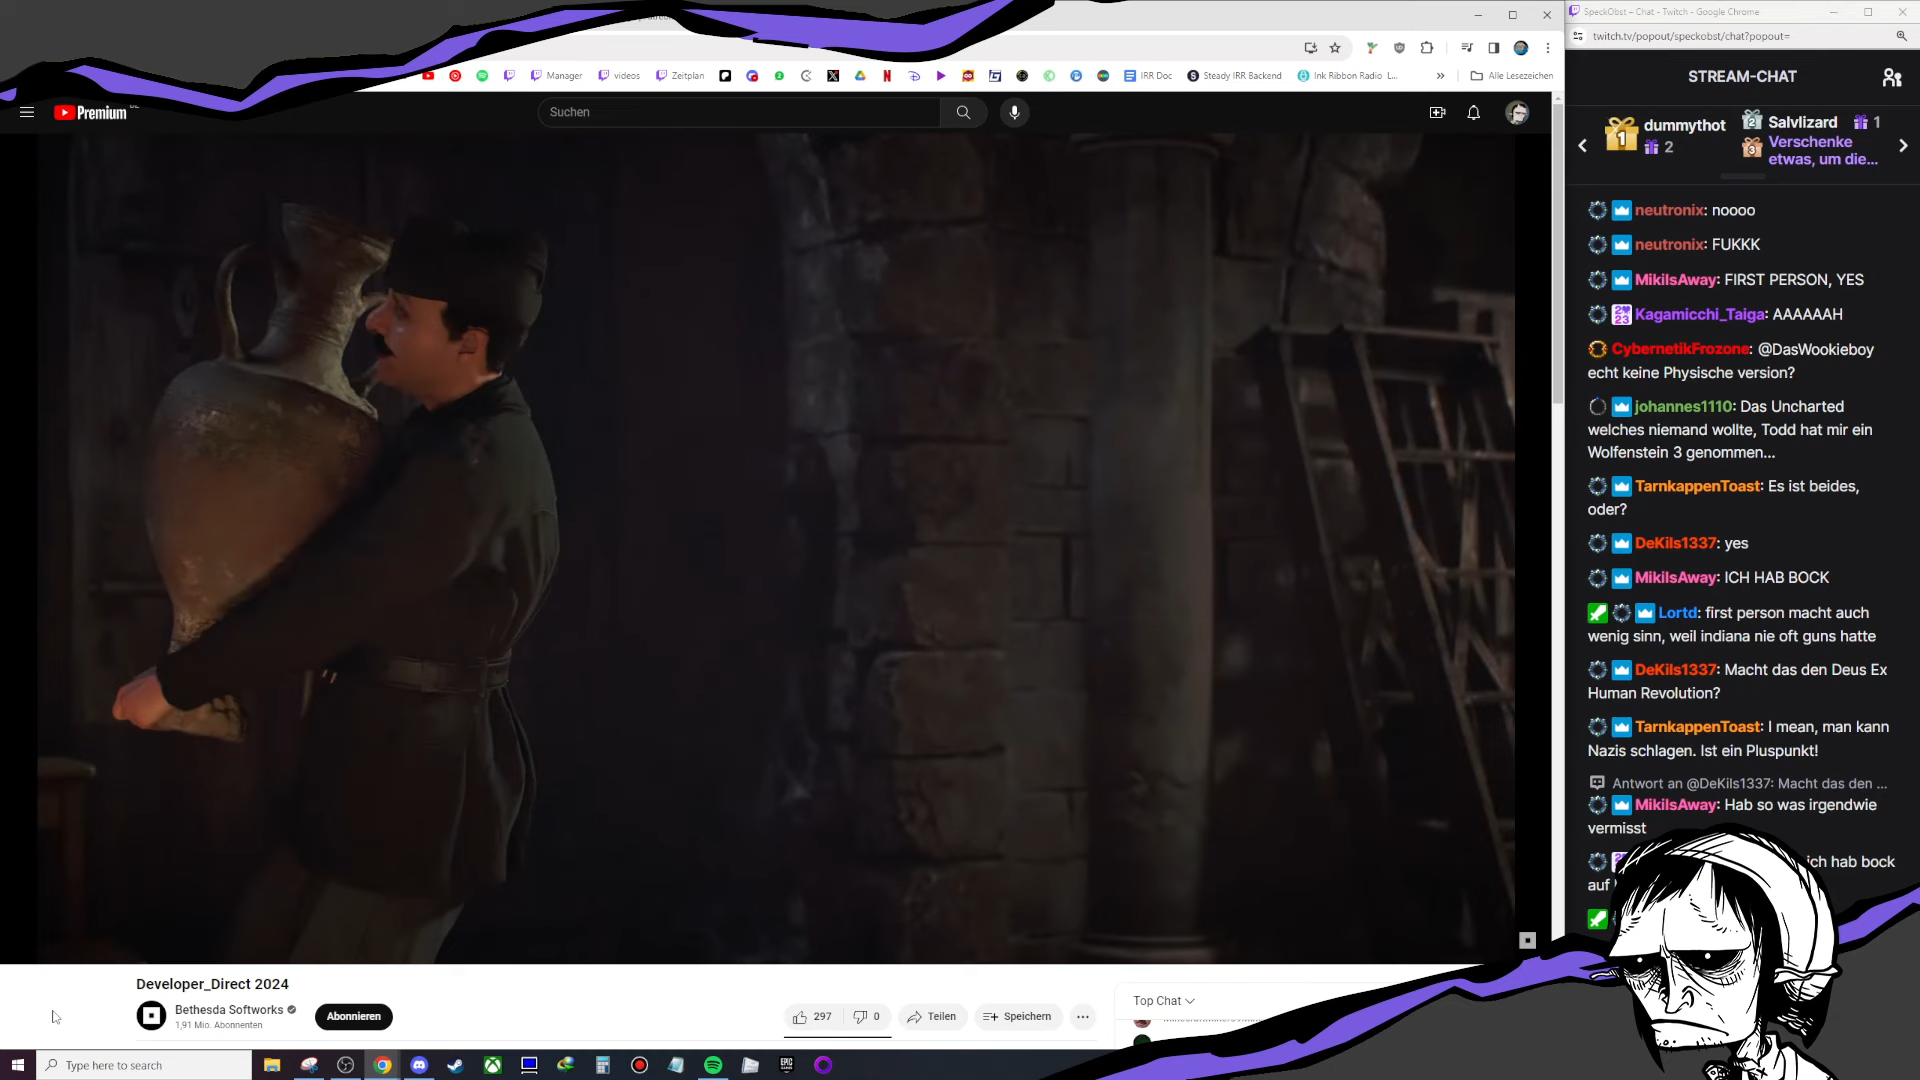 SpeckObst – Chat - Twitch - Google Chrome
twitch.tv/popout/speckobst/chat?popout=
Manager
videos
Zeitplan
IRR Doc
Steady IRR Backend
Ink Ribbon Radio L...
Alle Lesezeichen
Premium
Suchen
STREAM-CHAT
1
dummythot
2
2
Salvlizard
1
3
Verschenke
etwas, um die...
neutronix: noooo
neutronix: FUKKK
MikilsAway: FIRST PERSON, YES
Kagamicchi_Taiga: AAAAAAH
CybernetikFrozone: @DasWookieboy
echt keine Physische version?
johannes1110: Das Uncharted
welches niemand wollte, Todd hat mir ein
Wolfenstein 3 genommen...
TarnkappenToast: Es ist beides,
oder?
DeKils1337: yes
MikilsAway: ICH HAB BOCK
Lortd: first person macht auch
wenig sinn, weil indiana nie oft guns hatte
DeKils1337: Macht das den Deus Ex
Human Revolution?
TarnkappenToast: I mean, man kann
Nazis schlagen. Ist ein Pluspunkt!
Antwort an @DeKils1337: Macht das den ...
MikilsAway: Hab so was irgendwie
vermisst
ich hab bock
auf
Developer_Direct 2024
Bethesda Softworks
1,91 Mio. Abonnenten
Abonnieren
297
0
Teilen
Speichern
Top Chat
Type here to search